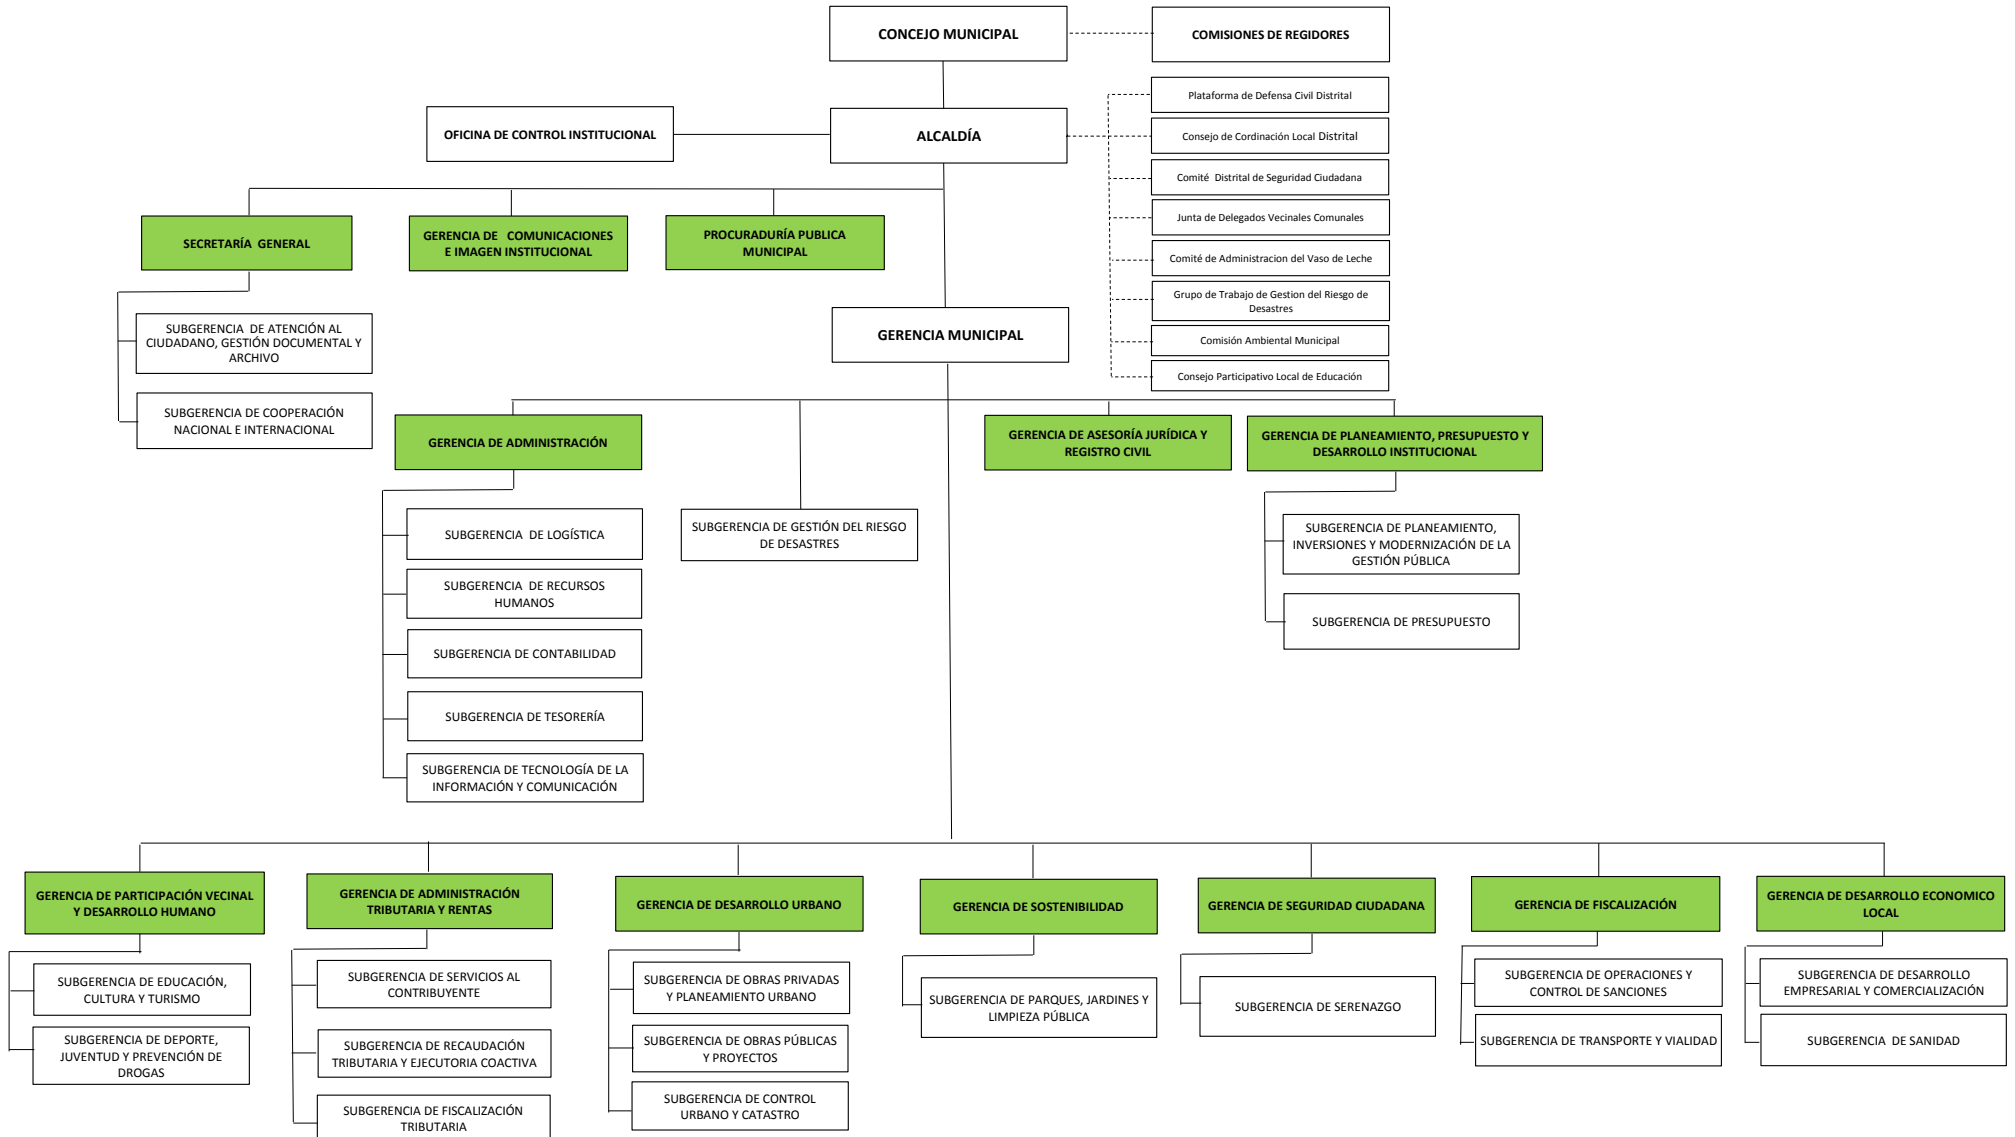 CONCEJO MUNICIPAL
COMISIONES DE REGIDORES
Plataforma de Defensa Civil Distrital
OFICINA DE CONTROL INSTITUCIONAL
ALCALDÍA
Consejo de Cordinación Local Distrital
Comité Distrital de Seguridad Ciudadana
Junta de Delegados Vecinales Comunales
Comité de Administracion del Vaso de Leche
Grupo de Trabajo de Gestion del Riesgo de
Desastres
Comisión Ambiental Municipal
Consejo Participativo Local de Educación
SECRETARÍA GENERAL
GERENCIA DE COMUNICACIONES
E IMAGEN INSTITUCIONAL
PROCURADURÍA PUBLICA
MUNICIPAL
SUBGERENCIA DE ATENCIÓN AL
CIUDADANO, GESTIÓN DOCUMENTAL Y
ARCHIVO
SUBGERENCIA DE COOPERACIÓN
NACIONAL E INTERNACIONAL
GERENCIA MUNICIPAL
GERENCIA DE ADMINISTRACIÓN
GERENCIA DE ASESORÍA JURÍDICA Y
REGISTRO CIVIL
GERENCIA DE PLANEAMIENTO, PRESUPUESTO Y
DESARROLLO INSTITUCIONAL
SUBGERENCIA DE LOGÍSTICA
SUBGERENCIA DE RECURSOS
HUMANOS
SUBGERENCIA DE CONTABILIDAD
SUBGERENCIA DE TESORERÍA
SUBGERENCIA DE TECNOLOGÍA DE LA
INFORMACIÓN Y COMUNICACIÓN
SUBGERENCIA DE GESTIÓN DEL RIESGO
DE DESASTRES
SUBGERENCIA DE PLANEAMIENTO,
INVERSIONES Y MODERNIZACIÓN DE LA
GESTIÓN PÚBLICA
SUBGERENCIA DE PRESUPUESTO
GERENCIA DE PARTICIPACIÓN VECINAL
Y DESARROLLO HUMANO
SUBGERENCIA DE EDUCACIÓN,
CULTURA Y TURISMO
SUBGERENCIA DE DEPORTE,
JUVENTUD Y PREVENCIÓN DE
DROGAS
GERENCIA DE ADMINISTRACIÓN
TRIBUTARIA Y RENTAS
SUBGERENCIA DE SERVICIOS AL
CONTRIBUYENTE
SUBGERENCIA DE RECAUDACIÓN
TRIBUTARIA Y EJECUTORIA COACTIVA
SUBGERENCIA DE FISCALIZACIÓN
TRIBUTARIA
GERENCIA DE DESARROLLO URBANO
SUBGERENCIA DE OBRAS PRIVADAS
Y PLANEAMIENTO URBANO
SUBGERENCIA DE OBRAS PÚBLICAS
Y PROYECTOS
SUBGERENCIA DE CONTROL
URBANO Y CATASTRO
GERENCIA DE SOSTENIBILIDAD
SUBGERENCIA DE PARQUES, JARDINES Y
LIMPIEZA PÚBLICA
GERENCIA DE SEGURIDAD CIUDADANA
SUBGERENCIA DE SERENAZGO
GERENCIA DE FISCALIZACIÓN
SUBGERENCIA DE OPERACIONES Y
CONTROL DE SANCIONES
SUBGERENCIA DE TRANSPORTE Y VIALIDAD
GERENCIA DE DESARROLLO ECONOMICO
LOCAL
SUBGERENCIA DE DESARROLLO
EMPRESARIAL Y COMERCIALIZACIÓN
SUBGERENCIA DE SANIDAD